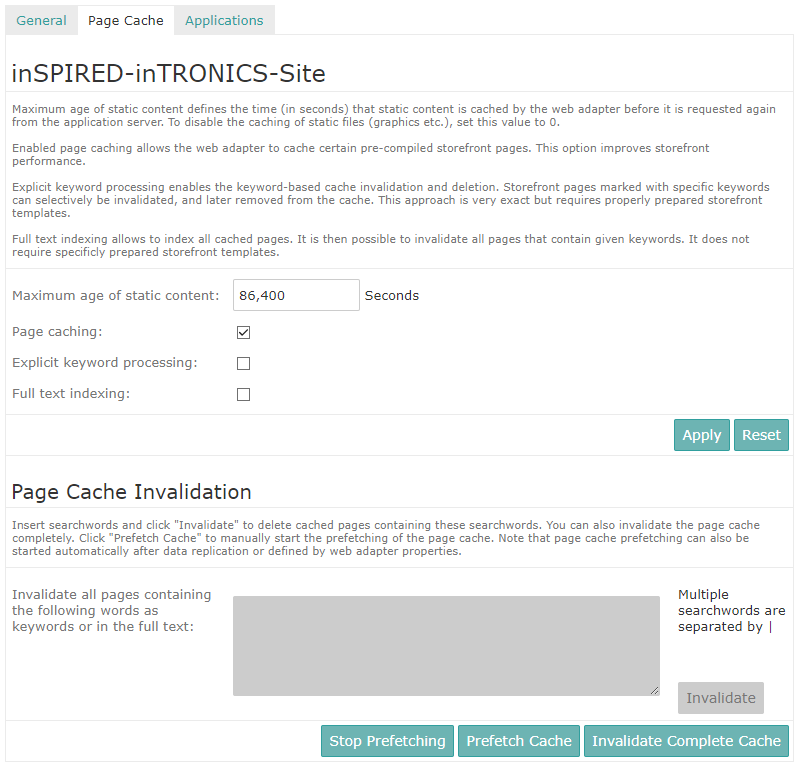 General Page Cache Applications
inSPIRED-inTRONICS-Site
Maximum age of static content defines the time (in seconds) that static content is cached by the web adapter before it is requested again
from the application server. To disable the caching of static files (graphics etc.), set this value to 0.
Enabled page caching allows the web adapter to cache certain pre-compiled storefront pages. This option improves storefront
performance.
Explicit keyword processing enables the keyword-based cache invalidation and deletion. Storefront pages marked with specific keywords
can selectively be invalidated, and later removed from the cache. This approach is very exact but requires properly prepared storefront
templates.
Full text indexing allows to index all cached pages. It is then possible to invalidate all pages that contain given keywords. It does not
require specificly prepared storefront templates.
Maximum age of static content: 86,400 Seconds
Page caching:
Explicit keyword processing:
Full text indexing:
Apply Reset
Page Cache Invalidation
Insert searchwords and click "Invalidate" to delete cached pages containing these searchwords. You can also invalidate the page cache
completely. Click "Prefetch Cache" to manually start the prefetching of the page cache. Note that page cache prefetching can also be
started automatically after data replication or defined by web adapter properties.
Invalidate all pages containing
the following words as
keywords or in the full text:
Multiple
searchwords are
separated by |
Invalidate
Stop Prefetching Prefetch Cache Invalidate Complete Cache